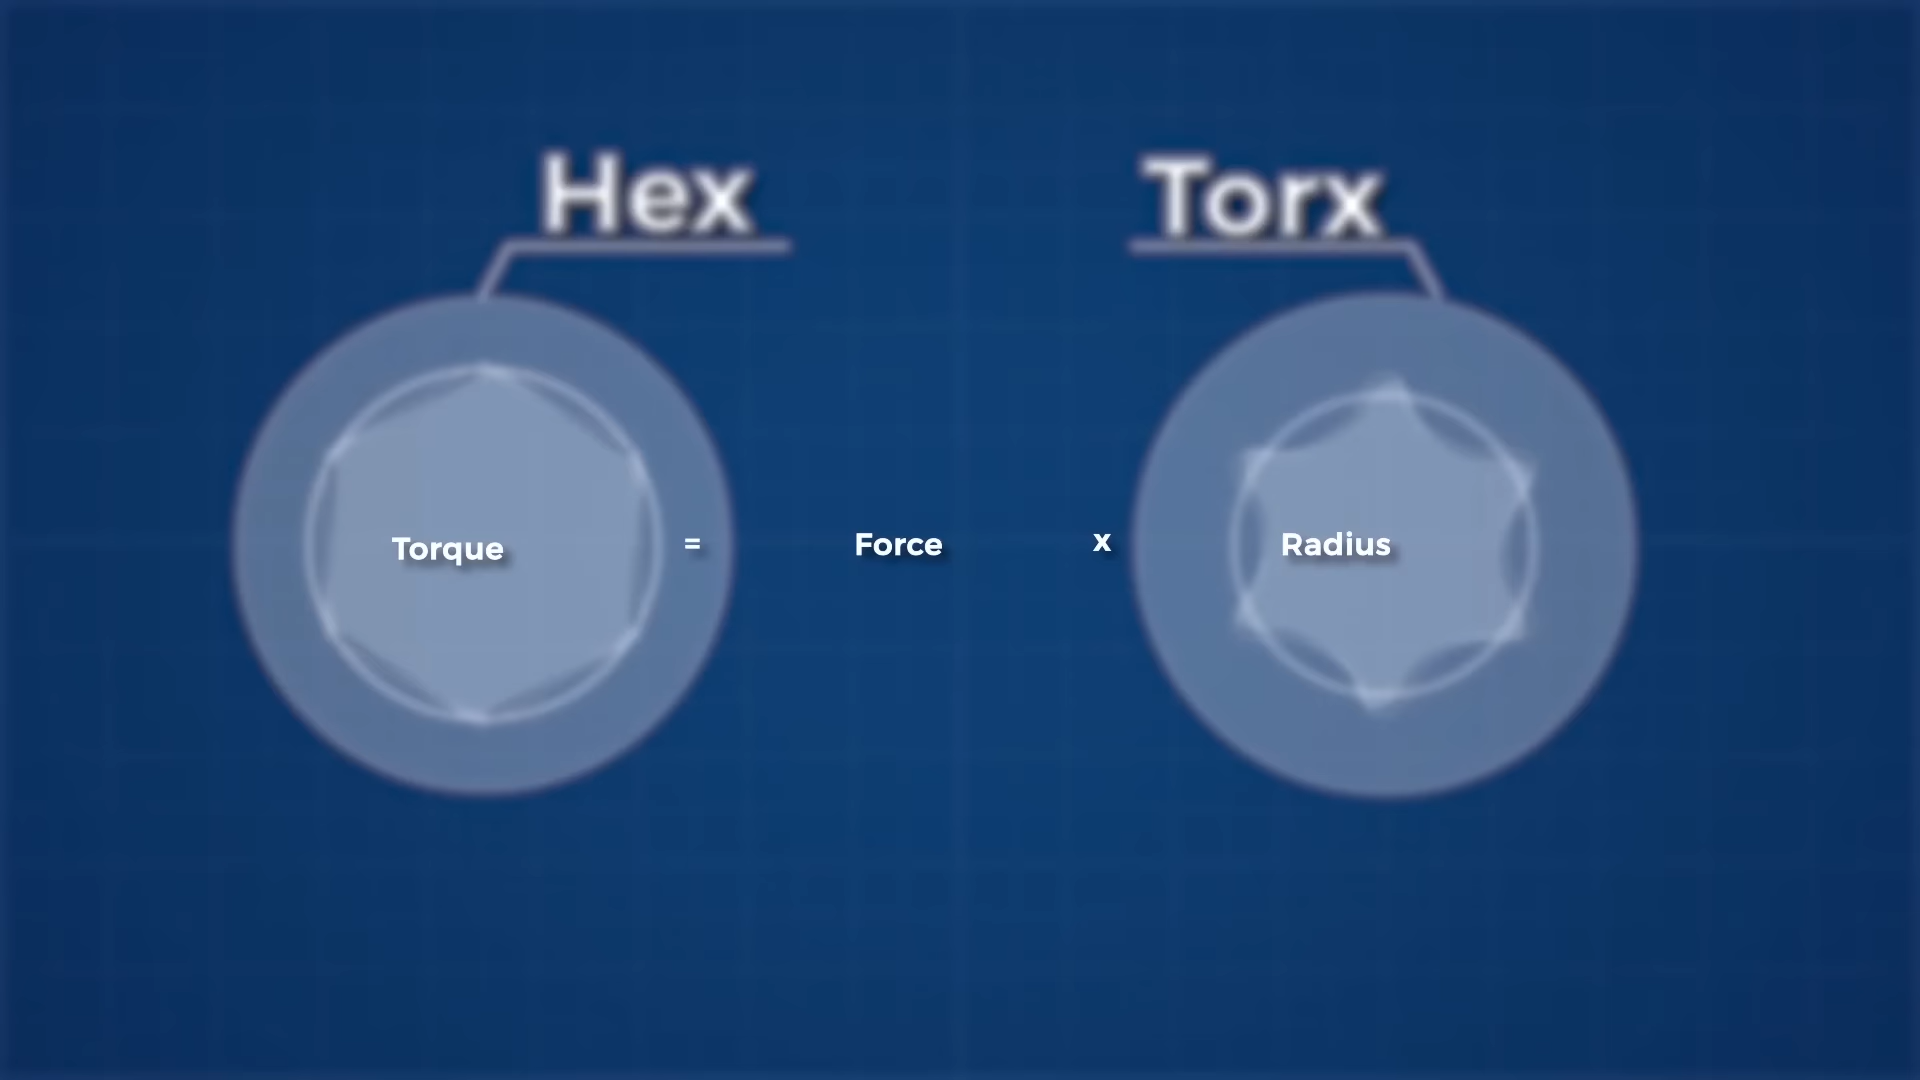 Hex
Torx
Torque = Force x Radius